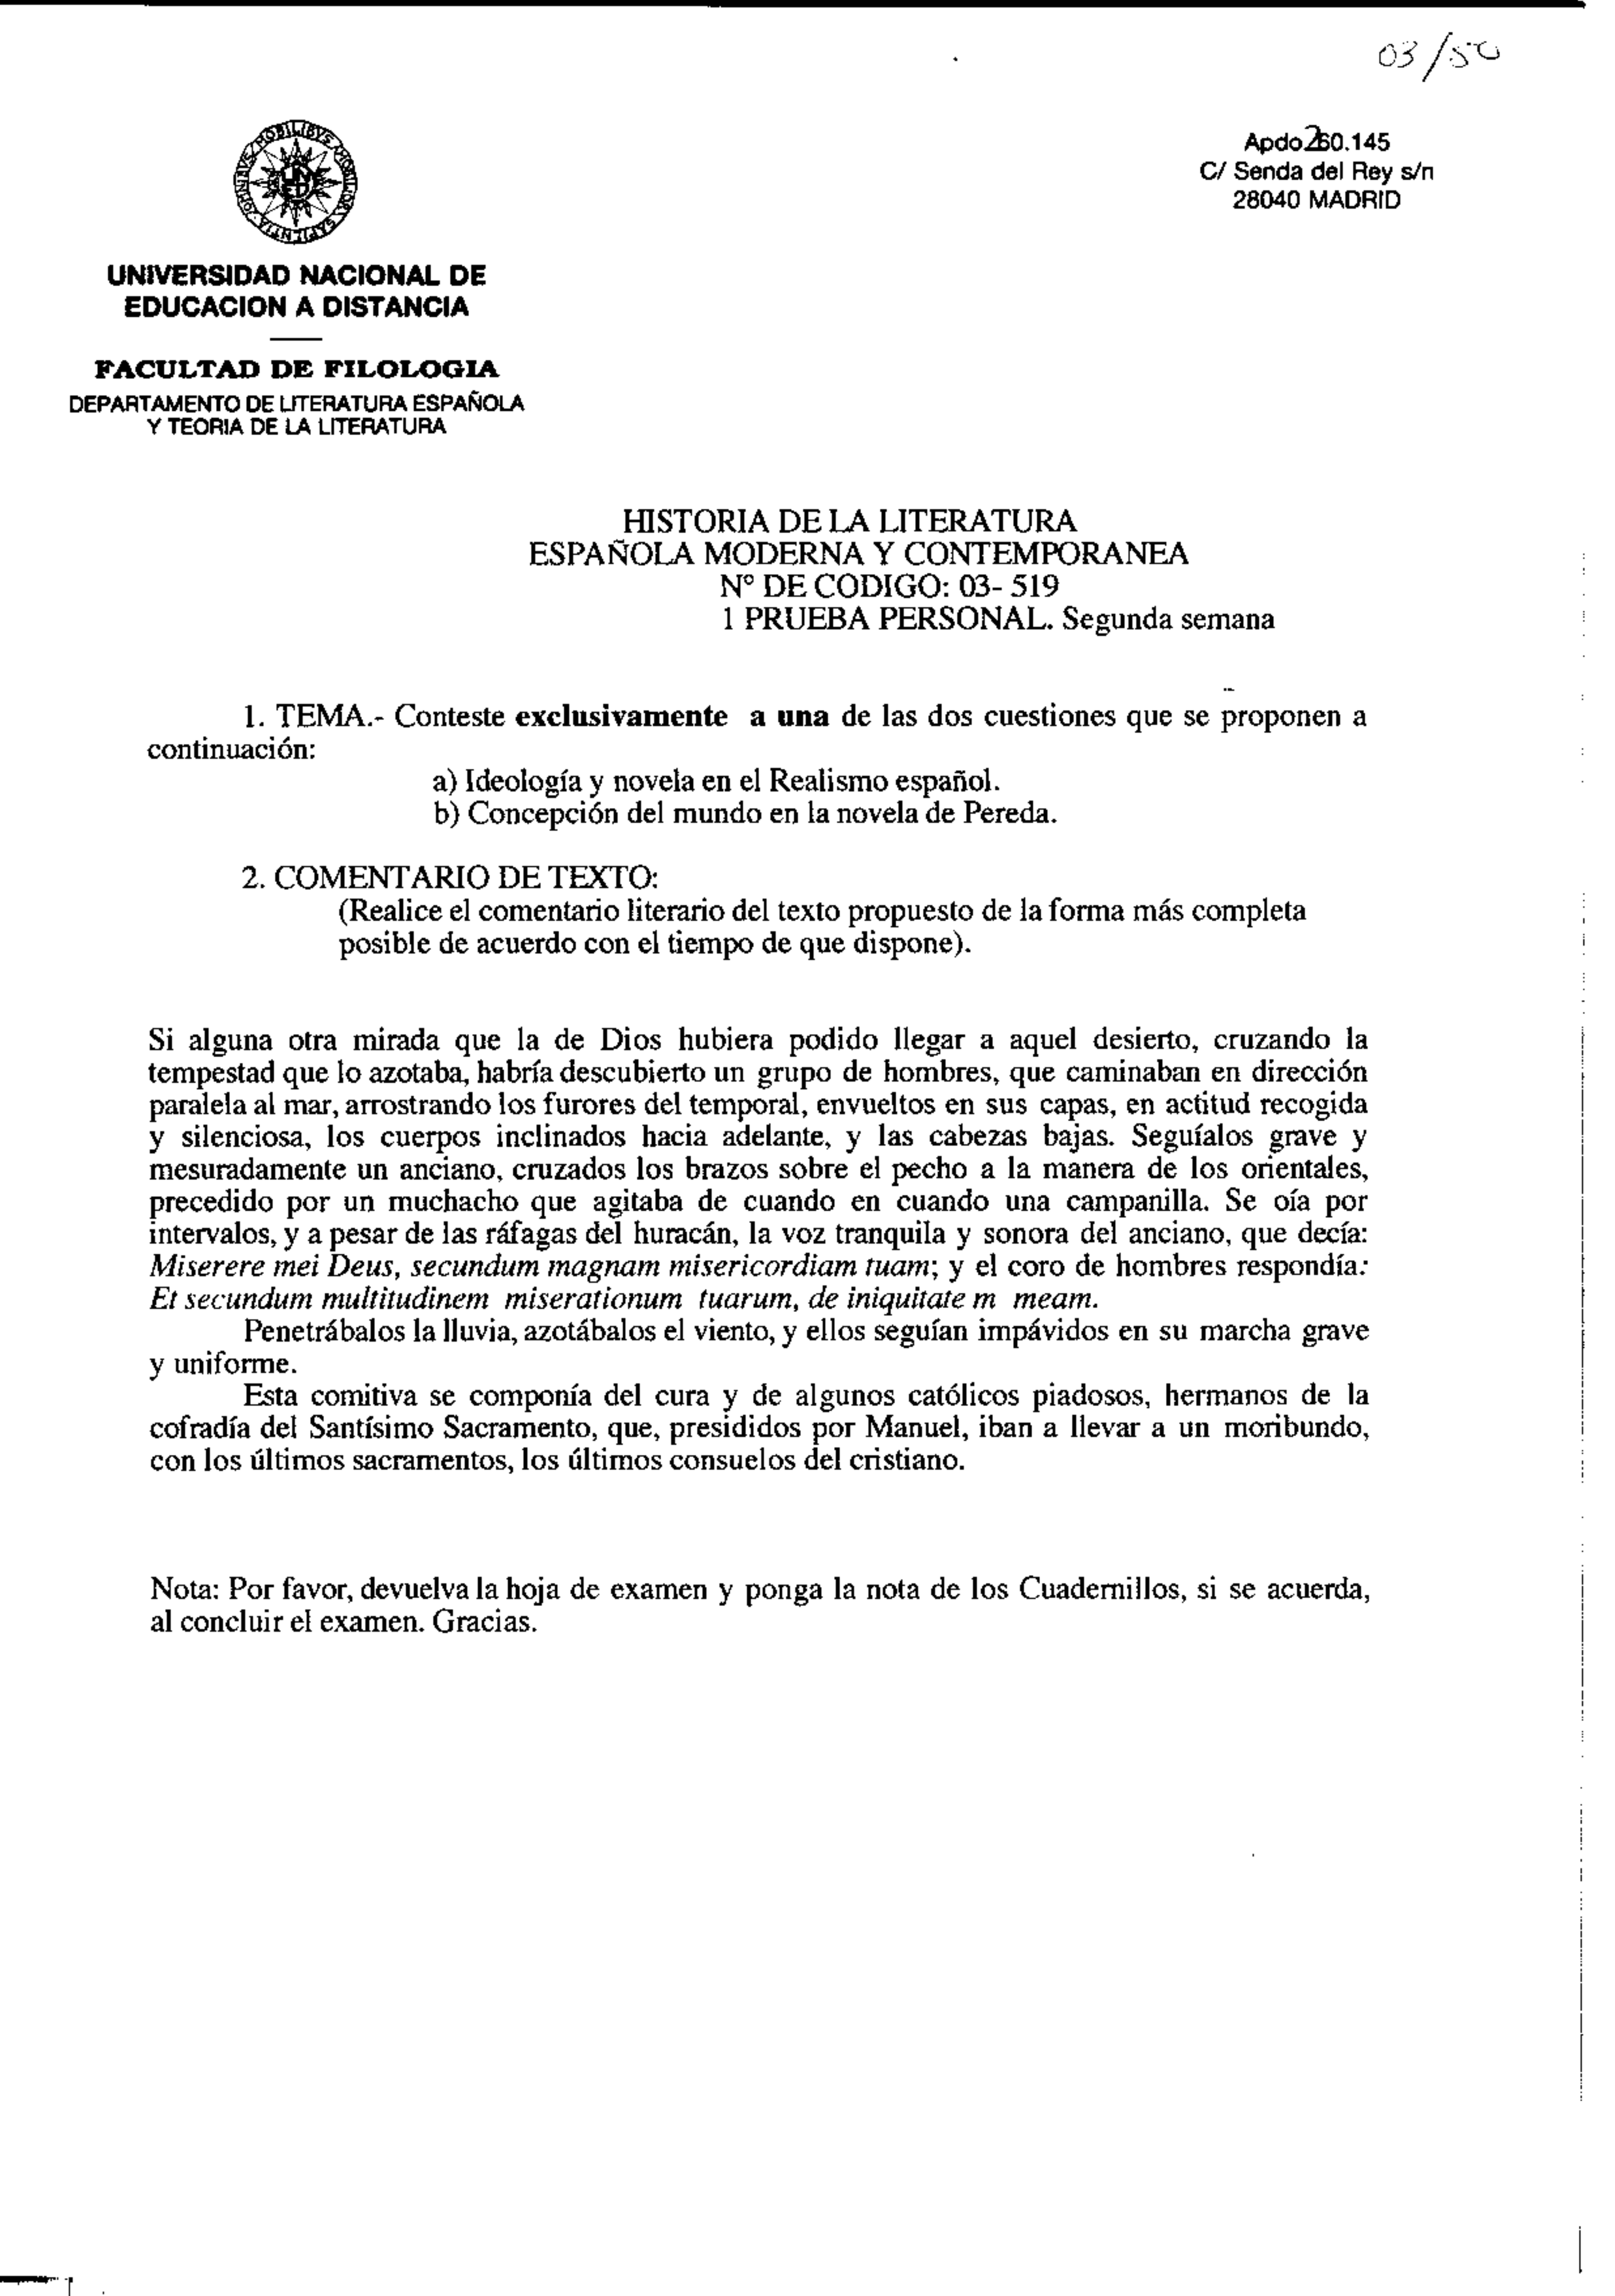 03/50
Apdo 260.145
C/ Senda del Rey s/n
28040 MADRID
UNIVERSIDAD NACIONAL DE
EDUCACION A DISTANCIA
FACULTAD DE FILOLOGIA
DEPARTAMENTO DE LITERATURA ESPAÑOLA
Y TEORIA DE LA LITERATURA
HISTORIA DE LA LITERATURA
ESPAÑOLA MODERNA Y CONTEMPORANEA
Nº DE CODIGO: 03- 519
1 PRUEBA PERSONAL. Segunda semana
1. TEMA.- Conteste exclusivamente a una de las dos cuestiones que se proponen a
continuación:
a) Ideología y novela en el Realismo español.
b) Concepción del mundo en la novela de Pereda.
2. COMENTARIO DE TEXTO:
(Realice el comentario literario del texto propuesto de la forma más completa
posible de acuerdo con el tiempo de que dispone).
Si alguna otra mirada que la de Dios hubiera podido llegar a aquel desierto, cruzando la
tempestad que lo azotaba, habría descubierto un grupo de hombres, que caminaban en dirección
paralela al mar, arrostrando los furores del temporal, envueltos en sus capas, en actitud recogida
y silenciosa, los cuerpos inclinados hacia adelante, y las cabezas bajas. Seguíalos grave y
mesuradamente un anciano, cruzados los brazos sobre el pecho a la manera de los orientales,
precedido por un muchacho que agitaba de cuando en cuando una campanilla. Se oía por
intervalos, y a pesar de las ráfagas del huracán, la voz tranquila y sonora del anciano, que decía:
Miserere mei Deus, secundum magnam misericordiam tuam; y el coro de hombres respondía:
Et secundum multitudinem miserationum tuarum, de iniquitate m meam.
Penetrábalos la lluvia, azotábalos el viento, y ellos seguían impávidos en su marcha grave
y uniforme.
Esta comitiva se componía del cura y de algunos católicos piadosos, hermanos de la
cofradía del Santísimo Sacramento, que, presididos por Manuel, iban a llevar a un moribundo,
con los últimos sacramentos, los últimos consuelos del cristiano.
Nota: Por favor, devuelva la hoja de examen y ponga la nota de los Cuadernillos, si se acuerda,
al concluir el examen. Gracias.